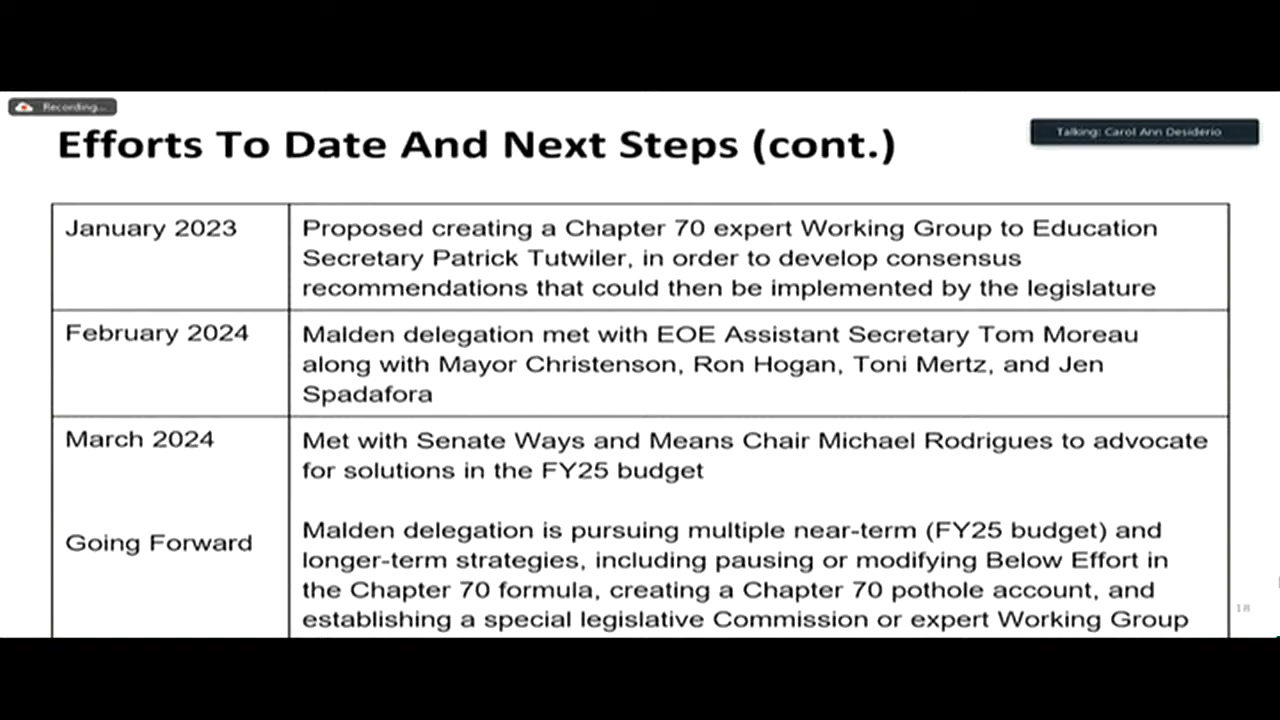 Recording...
Talking: Carol Ann Desiderio
Efforts To Date And Next Steps (cont.)
January 2023
Proposed creating a Chapter 70 expert Working Group to Education
Secretary Patrick Tutwiler, in order to develop consensus
recommendations that could then be implemented by the legislature
February 2024
Malden delegation met with EOE Assistant Secretary Tom Moreau
along with Mayor Christenson, Ron Hogan, Toni Mertz, and Jen
Spadafora
March 2024
Met with Senate Ways and Means Chair Michael Rodrigues to advocate
for solutions in the FY25 budget
Going Forward
Malden delegation is pursuing multiple near-term (FY25 budget) and
longer-term strategies, including pausing or modifying Below Effort in
the Chapter 70 formula, creating a Chapter 70 pothole account, and
establishing a special legislative Commission or expert Working Group
18